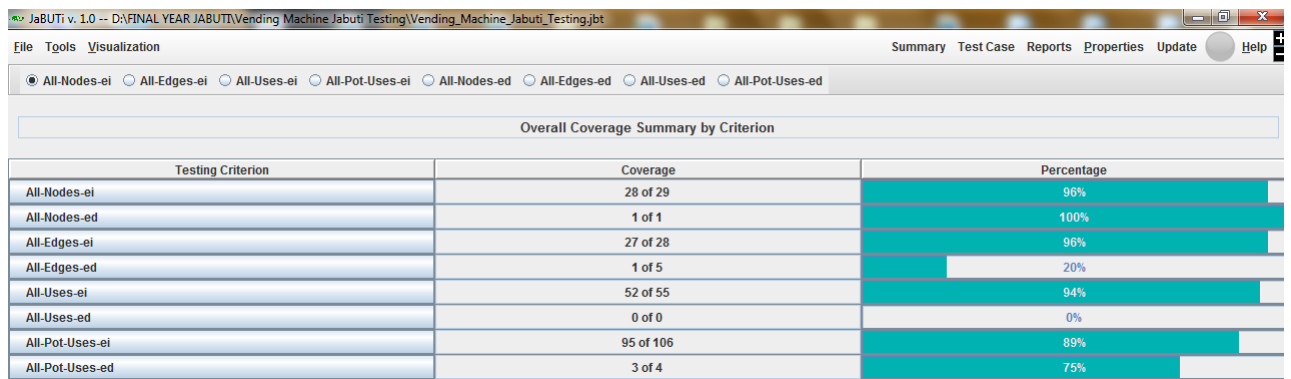 JaBUTi v. 1.0 -- D:\FINAL YEAR JABUTI\Vending Machine Jabuti Testing\Vending_Machine_Jabuti_Testing.jbt
File Tools Visualization Summary Test Case Reports Properties Update Help
All-Nodes-ei All-Edges-ei All-Uses-ei All-Pot-Uses-ei All-Nodes-ed All-Edges-ed All-Uses-ed All-Pot-Uses-ed
Overall Coverage Summary by Criterion
Testing Criterion Coverage Percentage
All-Nodes-ei 28 of 29 96%
All-Nodes-ed 1 of 1 100%
All-Edges-ei 27 of 28 96%
All-Edges-ed 1 of 5 20%
All-Uses-ei 52 of 55 94%
All-Uses-ed 0 of 0 0%
All-Pot-Uses-ei 95 of 106 89%
All-Pot-Uses-ed 3 of 4 75%